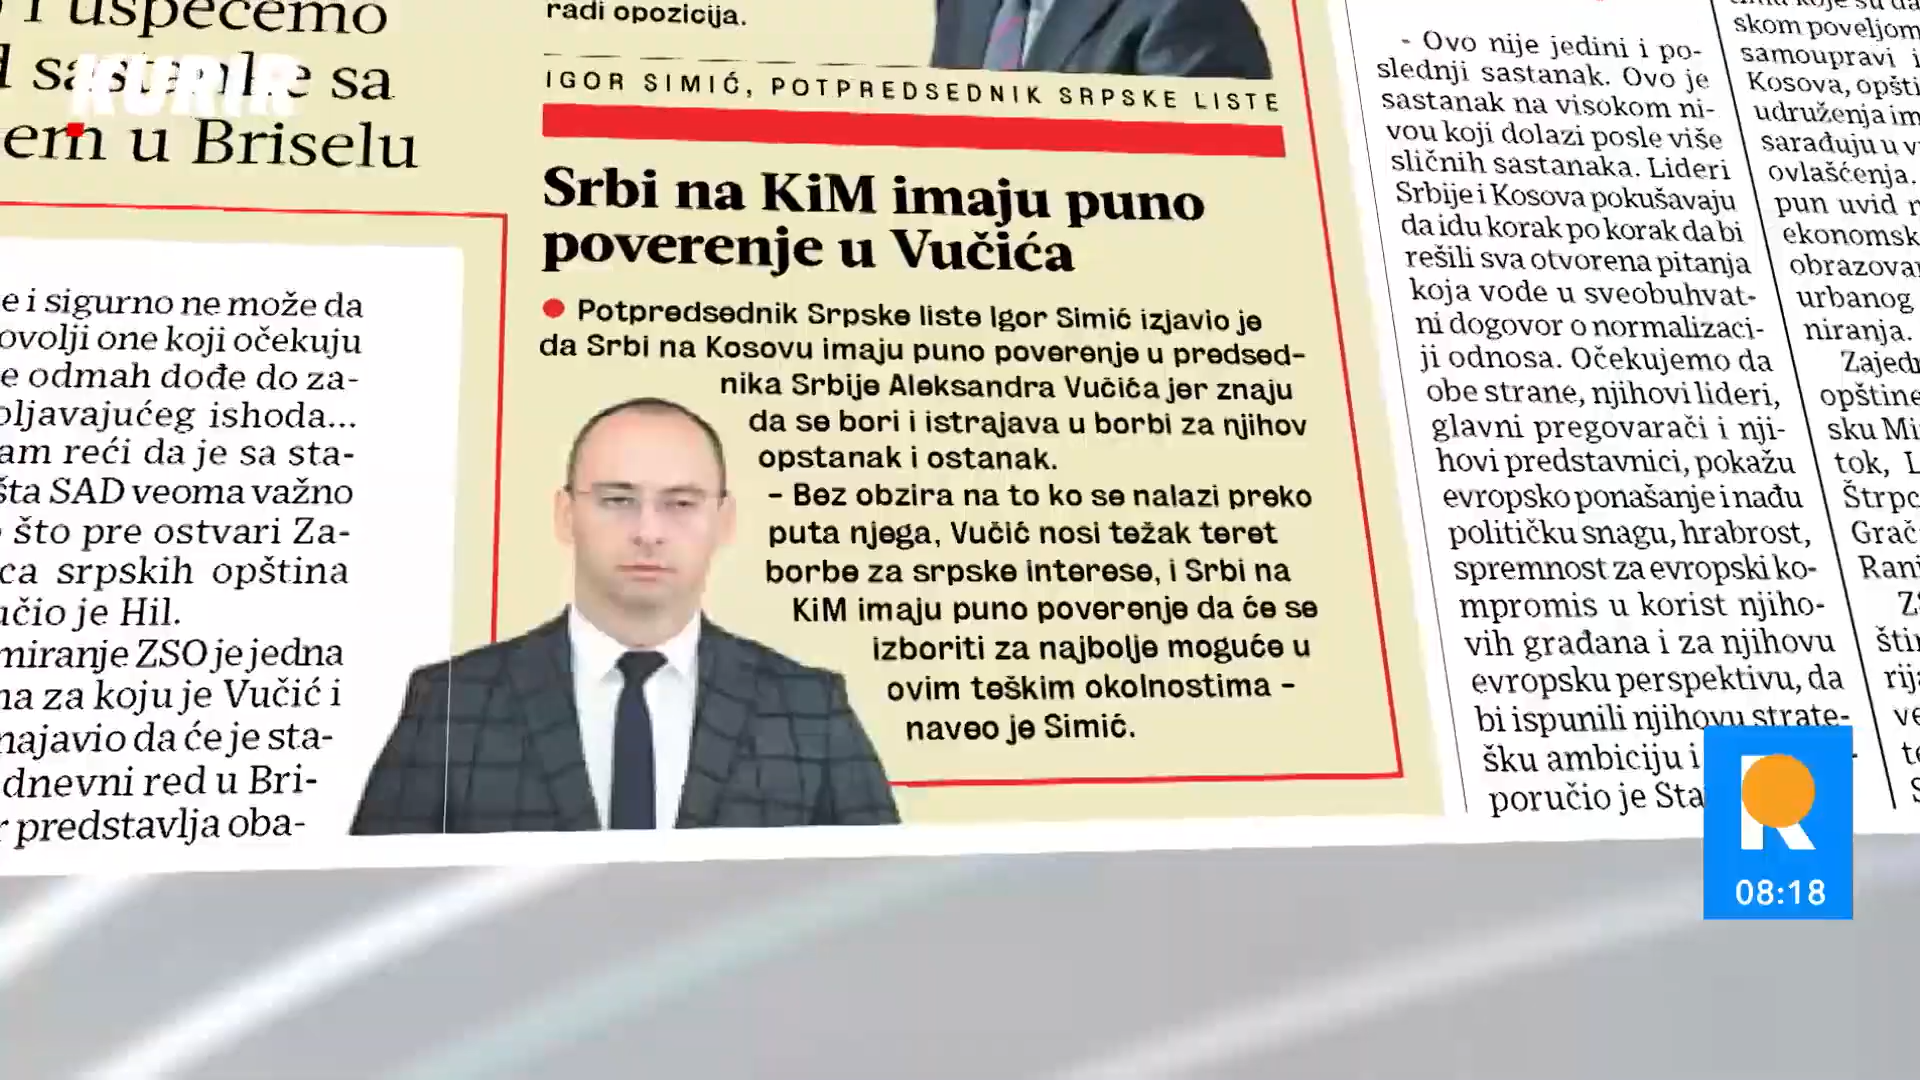 i uspećemo
sa
u Briselu
KURIR
e i sigurno ne može da
ovolji one koji očekuju
e odmah dođe do za-
oljavajućeg ishoda...
am reći da je sa sta-
šta SAD veoma važno
što pre ostvari Za-
ca srpskih opština
učio je Hil.
miranje ZSO je jedna
na za koju je Vučić i
najavio da će je sta-
dnevni red u Bri-
r predstavlja oba-
radi opozicija.
IGOR SIMIĆ, POTPREDSEDNIK SRPSKE LISTE
Srbi na KiM imaju puno
poverenje u Vučića
Potpredsednik Srpske liste Igor Simić izjavio je
da Srbi na Kosovu imaju puno poverenje u predsed-
nika Srbije Aleksandra Vučića jer znaju
da se bori i istrajava u borbi za njihov
opstanak i ostanak.
– Bez obzira na to ko se nalazi preko
puta njega, Vučić nosi težak teret
borbe za srpske interese, i Srbi na
KiM imaju puno poverenje da će se
izboriti za najbolje moguće u
ovim teškim okolnostima –
naveo je Simić.
- Ovo nije jedini i po-
slednji sastanak. Ovo je
sastanak na visokom ni-
vou koji dolazi posle više
sličnih sastanaka. Lideri
Srbije i Kosova pokušavaju
da idu korak po korak da bi
rešili sva otvorena pitanja
koja vode u sveobuhvat-
ni dogovor o normalizaci-
ji odnosa. Očekujemo da
obe strane, njihovi lideri,
glavni pregovarači i nji-
hovi predstavnici, pokažu
evropsko ponašanje i nađu
političku snagu, hrabrost,
spremnost za evropski ko-
mpromis u korist njiho-
vih građana i za njihovu
evropsku perspektivu, da
bi ispunili njihovu strate-
šku ambiciju i
poručio je Sta
skom poveljom
samoupravi i
Kosova, opšti
udruženja im
sarađuju u v
ovlašćenja.
pun uvid
ekonomsk
obrazova
urbanog
niranja.
Zajedn
opštine
sku Mi
tok, L
Štrpc
Grač
Rani
Z
štin
rij
ve
te
S
R
08:18